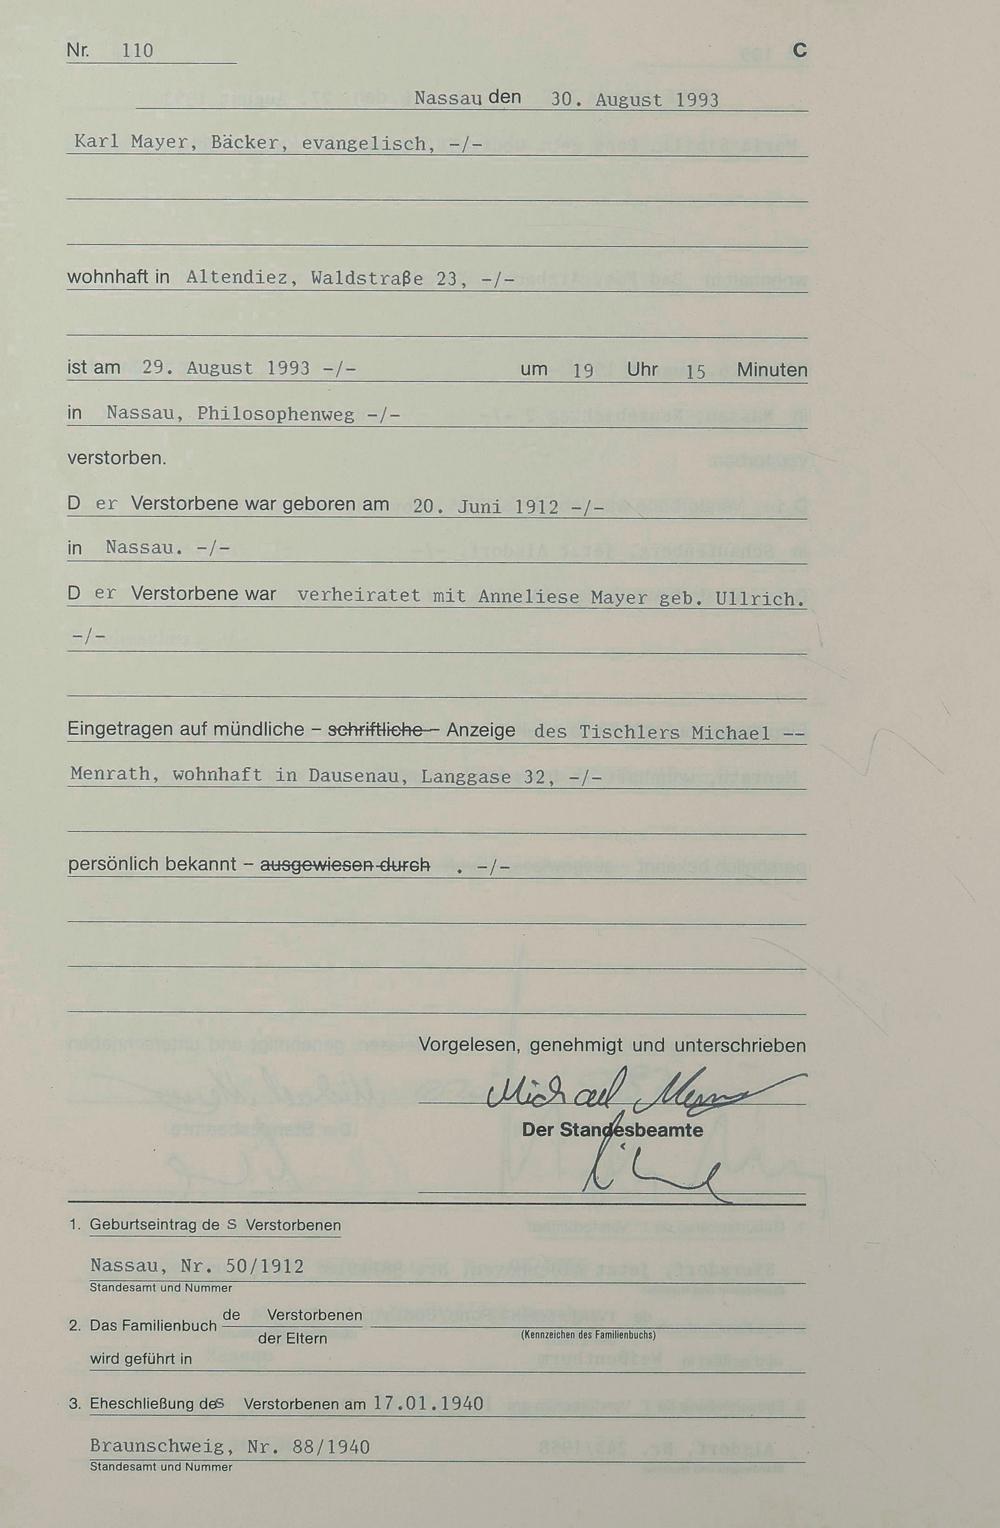 Nr. 110 C
Nassau den 30. August 1993
Karl Mayer, Bäcker, evangelisch, -/-
wohnhaft in Altendiez, Waldstraße 23, -/-
ist am 29. August 1993 -/- um 19 Uhr 15 Minuten
in Nassau, Philosophenweg -/-
verstorben.
D er Verstorbene war geboren am 20. Juni 1912 -/-
in Nassau. -/-
D er Verstorbene war verheiratet mit Anneliese Mayer geb. Ullrich.
-/-
Eingetragen auf mündliche – schriftliche – Anzeige des Tischlers Michael --
Menrath, wohnhaft in Dausenau, Langgase 32, -/-
persönlich bekannt – ausgewiesen durch . -/-
Vorgelesen, genehmigt und unterschrieben
Michael
Der Standesbeamte
1. Geburtseintrag de S Verstorbenen
Nassau, Nr. 50/1912
Standesamt und Nummer
2. Das Familienbuch de Verstorbenen
der Eltern
(Kennzeichen des Familienbuchs)
wird geführt in
3. Eheschließung des Verstorbenen am 17.01.1940
Braunschweig, Nr. 88/1940
Standesamt und Nummer